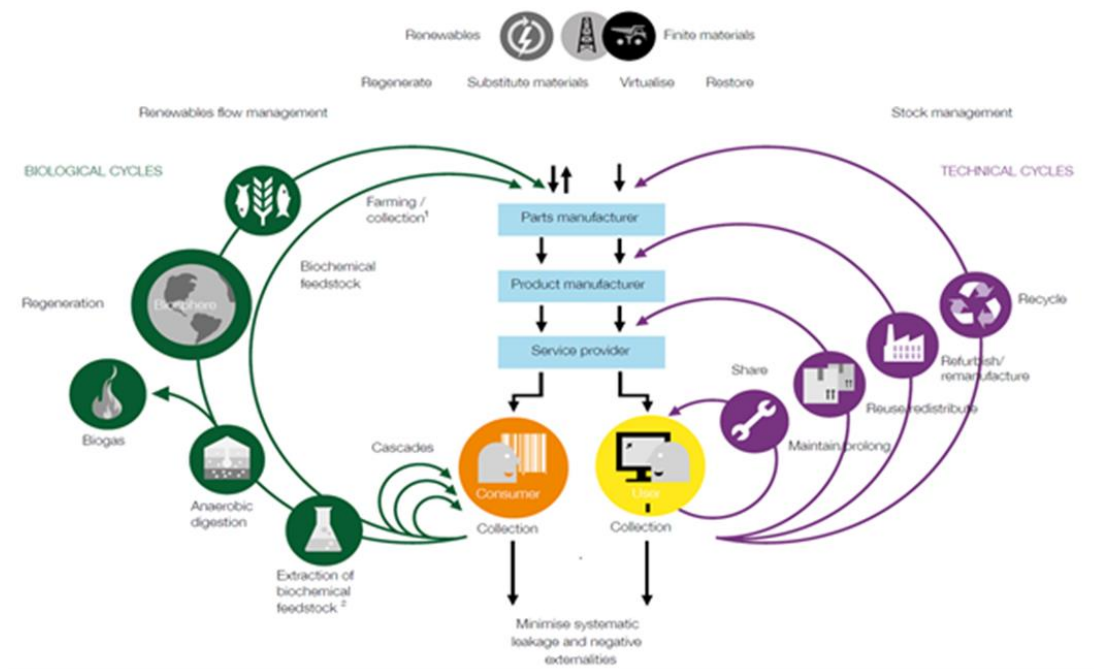 Renewables
Finite materials
Regenerate
Substitute materials
Virtualise
Restore
Renewables flow management
Stock management
BIOLOGICAL CYCLES
TECHNICAL CYCLES
Farming /
collection¹
Parts manufacturer
Biochemical
feedstock
Product manufacturer
Regeneration
Biosphere
Recycle
Service provider
Share
Refurbish/
remanufacture
Reuse/redistribute
Biogas
Cascades
Maintain/prolong
Consumer
User
Anaerobic
digestion
Collection
Collection
Extraction of
biochemical
feedstock ²
Minimise systematic
leakage and negative
externalities